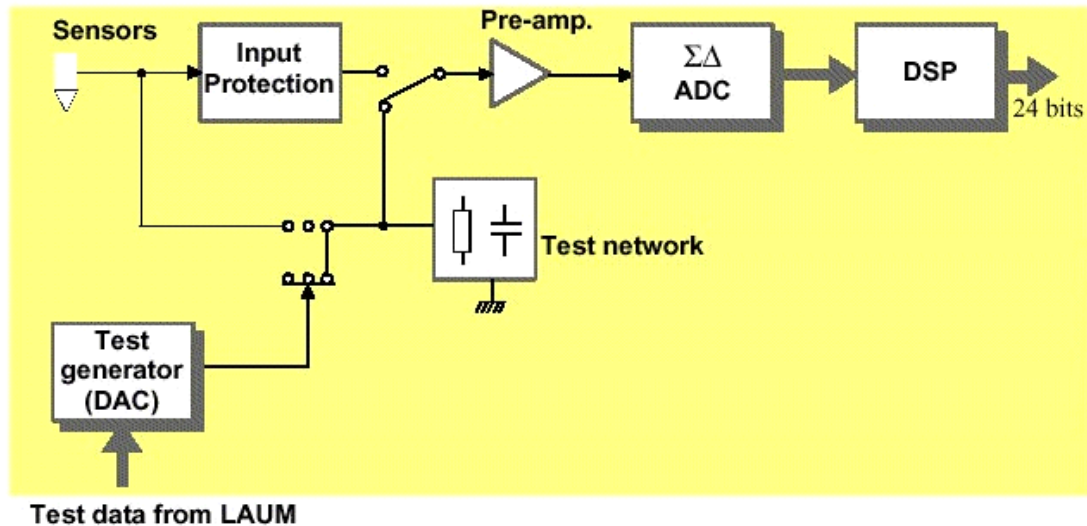 Sensors
Input
Protection
Pre-amp.
ΣΔ
ADC
DSP
24 bits
Test network
Test
generator
(DAC)
Test data from LAUM